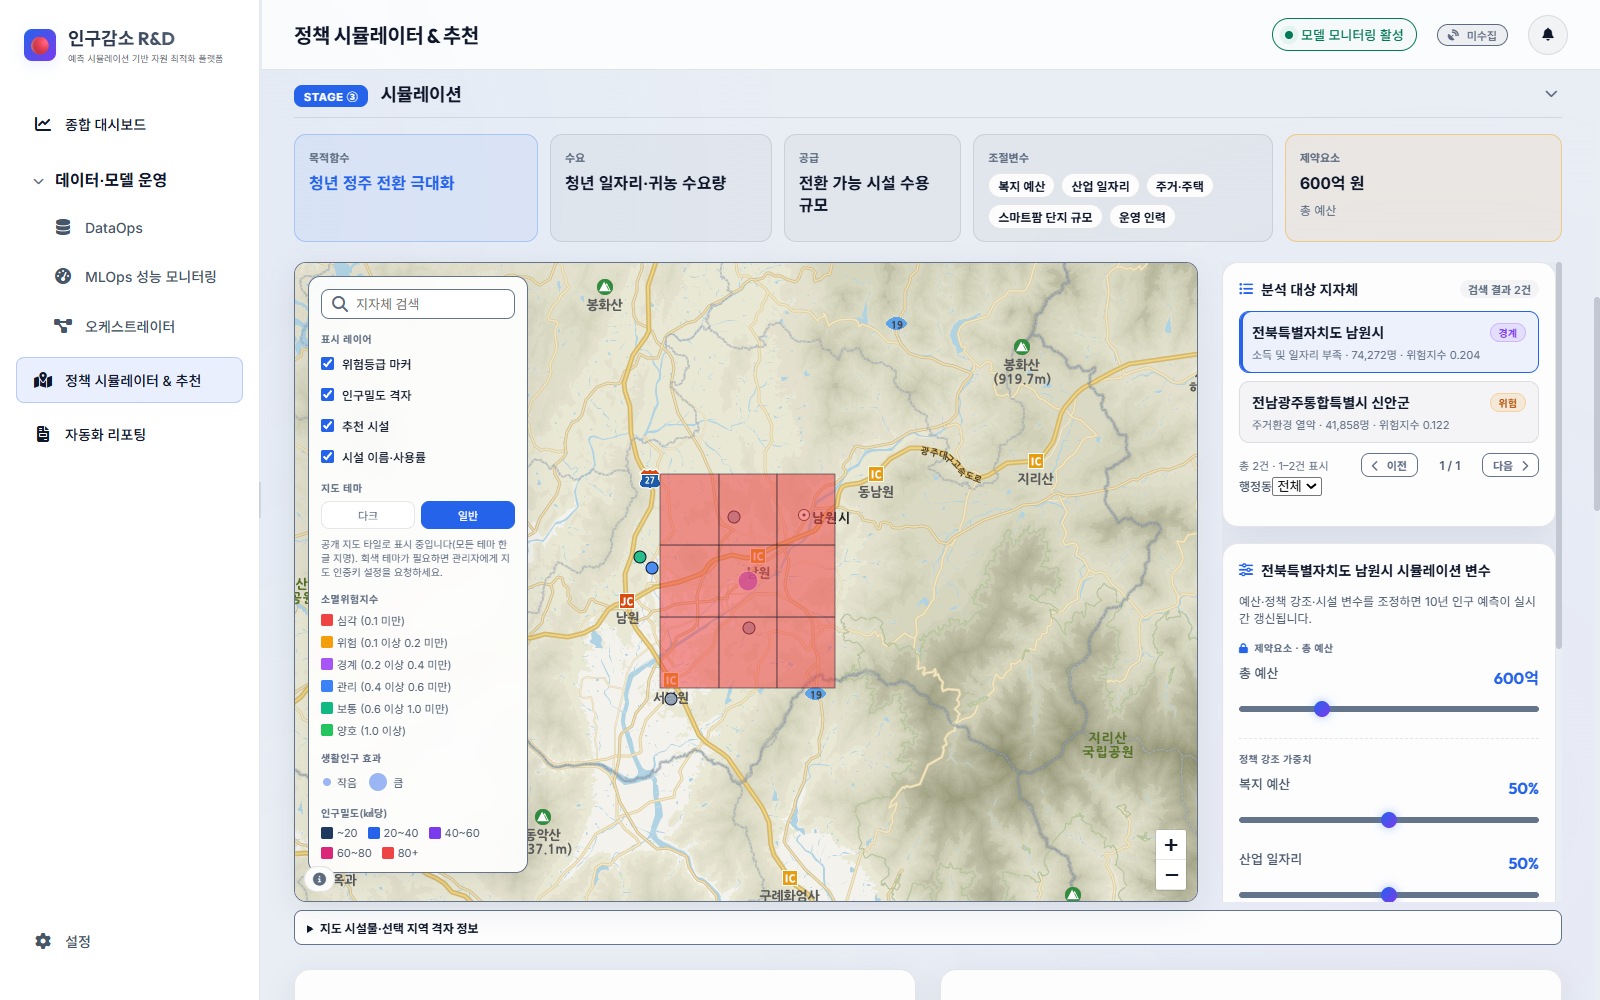 인구감소 R&D
예측 시뮬레이션 기반 자원 최적화 플랫폼
종합 대시보드
데이터·모델 운영
DataOps
MLOps 성능 모니터링
오케스트레이터
정책 시뮬레이터 & 추천
자동화 리포팅
설정
정책 시뮬레이터 & 추천
모델 모니터링 활성
미수집
STAGE ③ 시뮬레이션
목적함수
청년 정주 전환 극대화
수요
청년 일자리·귀농 수요량
공급
전환 가능 시설 수용
규모
조절변수
복지 예산
산업 일자리
주거·주택
스마트팜 단지 규모
운영 인력
제약요소
600억 원
총 예산
지자체 검색
표시 레이어
위험등급 마커
인구밀도 격자
추천 시설
시설 이름·사용률
지도 테마
다크
일반
공개 지도 타일로 표시 중입니다(모든 테마 한
글 지명). 회색 테마가 필요하면 관리자에게 지
도 인증키 설정을 요청하세요.
소멸위험지수
심각 (0.1 미만)
위험 (0.1 이상 0.2 미만)
경계 (0.2 이상 0.4 미만)
관리 (0.4 이상 0.6 미만)
보통 (0.6 이상 1.0 미만)
양호 (1.0 이상)
생활인구 효과
작음
큼
인구밀도(㎢당)
~20
20~40
40~60
60~80
80+
봉화산
19
봉화산
(919.7m)
광주대구고속도로
IC
지리산
IC
동남원
27
남원시
IC
남원
JC
남원
IC
서남원
19
지리산
국립공원
동악산
37.1m)
옥과
IC
구례화엄사
+
−
분석 대상 지자체
검색 결과 2건
전북특별자치도 남원시
경계
소득 및 일자리 부족 · 74,272명 · 위험지수 0.204
전남광주통합특별시 신안군
위험
주거환경 열악 · 41,858명 · 위험지수 0.122
총 2건 · 1–2건 표시
이전
1 / 1
다음
행정동 전체
전북특별자치도 남원시 시뮬레이션 변수
예산·정책 강조·시설 변수를 조정하면 10년 인구 예측이 실시
간 갱신됩니다.
제약요소 · 총 예산
총 예산
600억
정책 강조 가중치
복지 예산
50%
산업 일자리
50%
지도 시설물·선택 지역 격자 정보